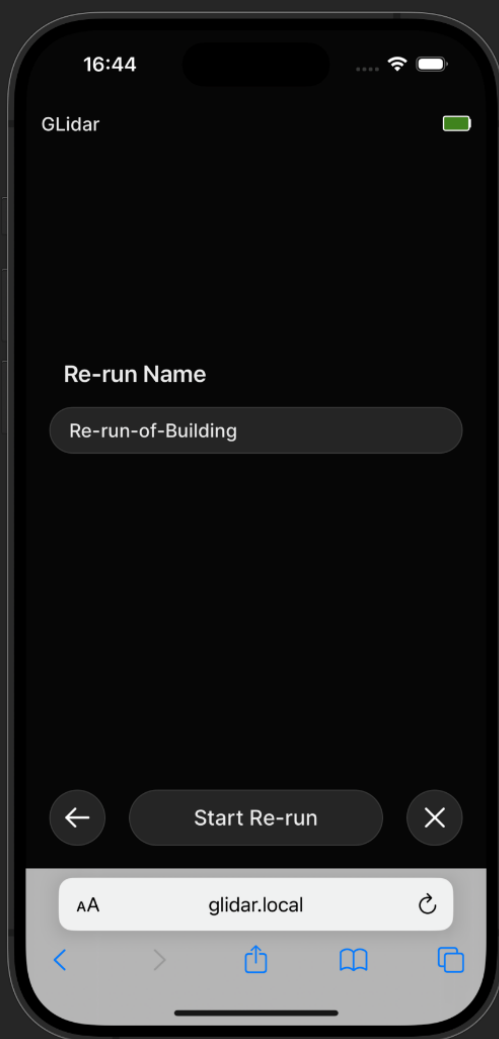 16:44
GLidar
Re-run Name
Re-run-of-Building
Start Re-run
AA glidar.local